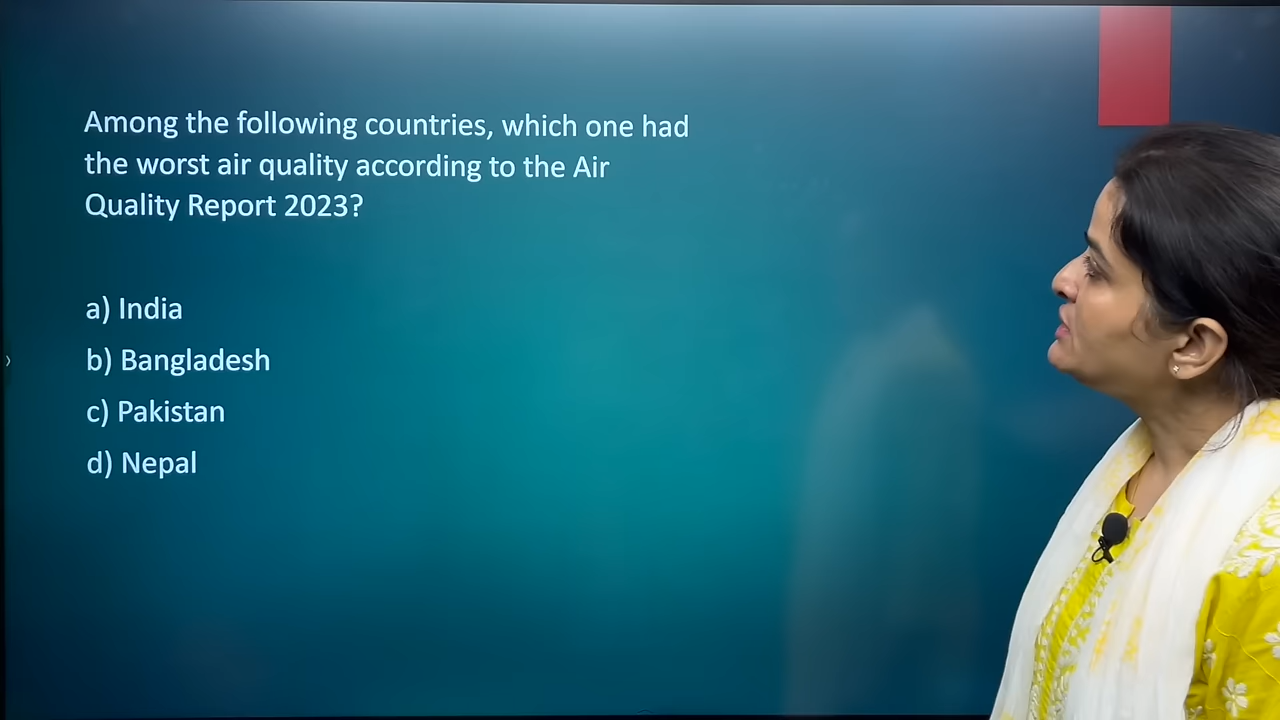 Among the following countries, which one had
the worst air quality according to the Air
Quality Report 2023?
a) India
b) Bangladesh
c) Pakistan
d) Nepal